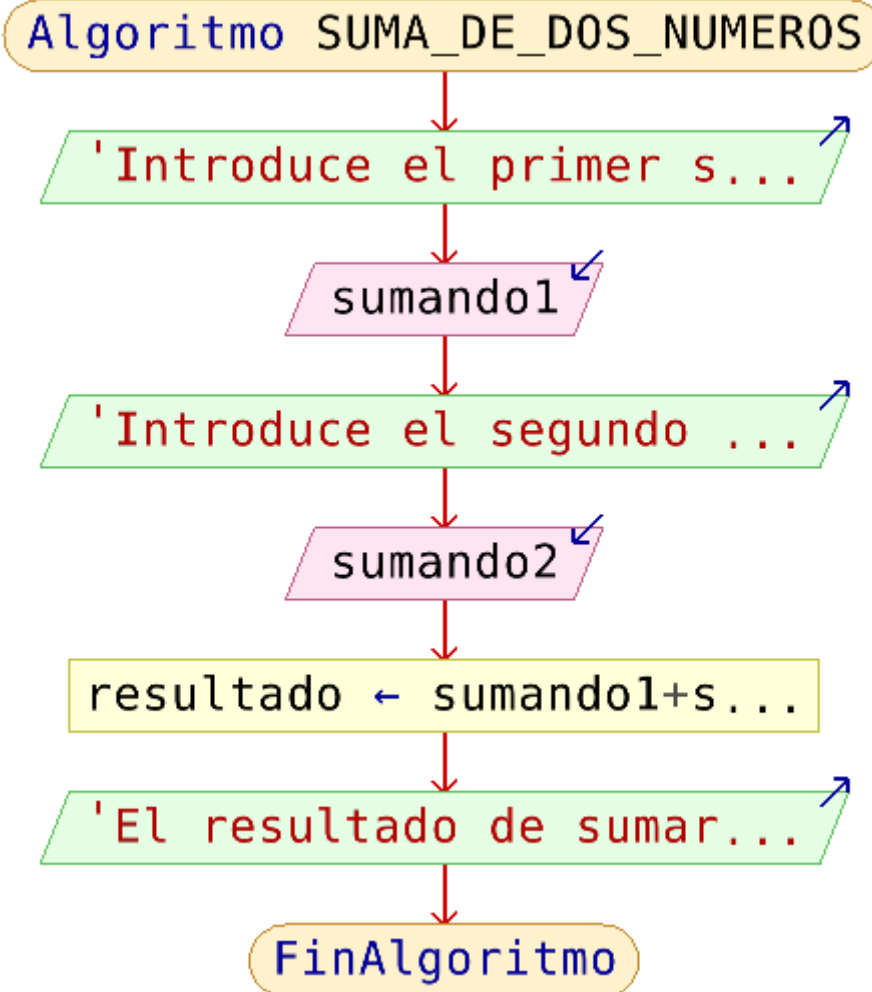 Algoritmo SUMA_DE_DOS_NUMEROS
'Introduce el primer s...
sumando1
'Introduce el segundo ...
sumando2
resultado ← sumando1+s...
'El resultado de sumar...
FinAlgoritmo